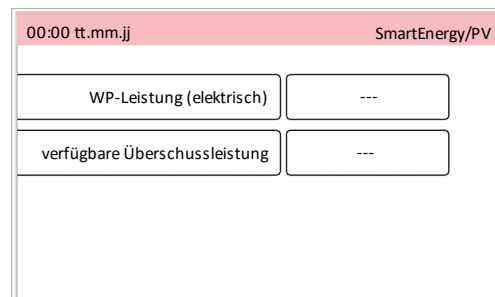 00:00 tt.mm.jj SmartEnergy/PV
WP-Leistung (elektrisch) ---
verfügbare Überschussleistung ---